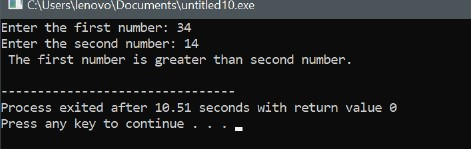 C:\Users\lenovo\Documents\untitled10.exe
Enter the first number: 34
Enter the second number: 14
 The first number is greater than second number.
--------------------------------
Process exited after 10.51 seconds with return value 0
Press any key to continue . . .